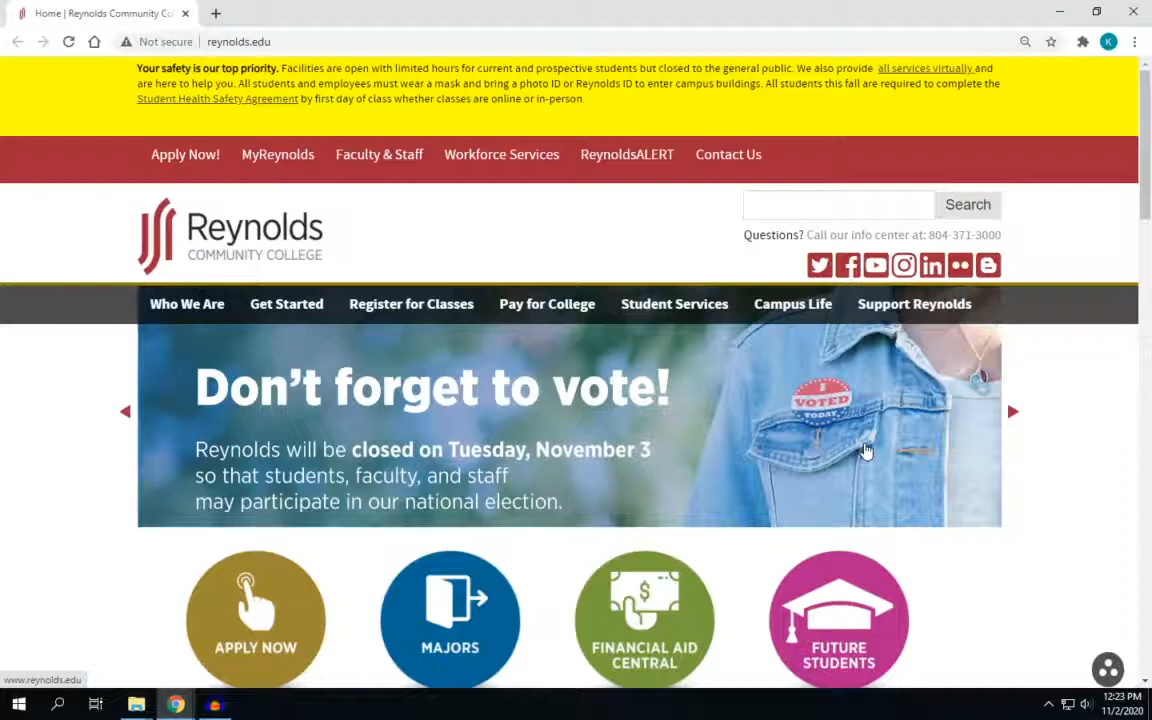 Home | Reynolds Community Co
Not secure
reynolds.edu
K
Your safety is our top priority. Facilities are open with limited hours for current and prospective students but closed to the general public. We also provide all services virtually and
are here to help you. All students and employees must wear a mask and bring a photo ID or Reynolds ID to enter campus buildings. All students this fall are required to complete the
Student Health Safety Agreement by first day of class whether classes are online or in-person.
Apply Now! MyReynolds Faculty & Staff Workforce Services ReynoldsALERT Contact Us
Reynolds
COMMUNITY COLLEGE
Search
Questions? Call our info center at: 804-371-3000
Who We Are Get Started Register for Classes Pay for College Student Services Campus Life Support Reynolds
Don't forget to vote!
I
VOTED
TODAY
Reynolds will be closed on Tuesday, November 3
so that students, faculty, and staff
may participate in our national election.
APPLY NOW
MAJORS
FINANCIAL AID
CENTRAL
FUTURE
STUDENTS
www.reynolds.edu
12:23 PM
11/2/2020